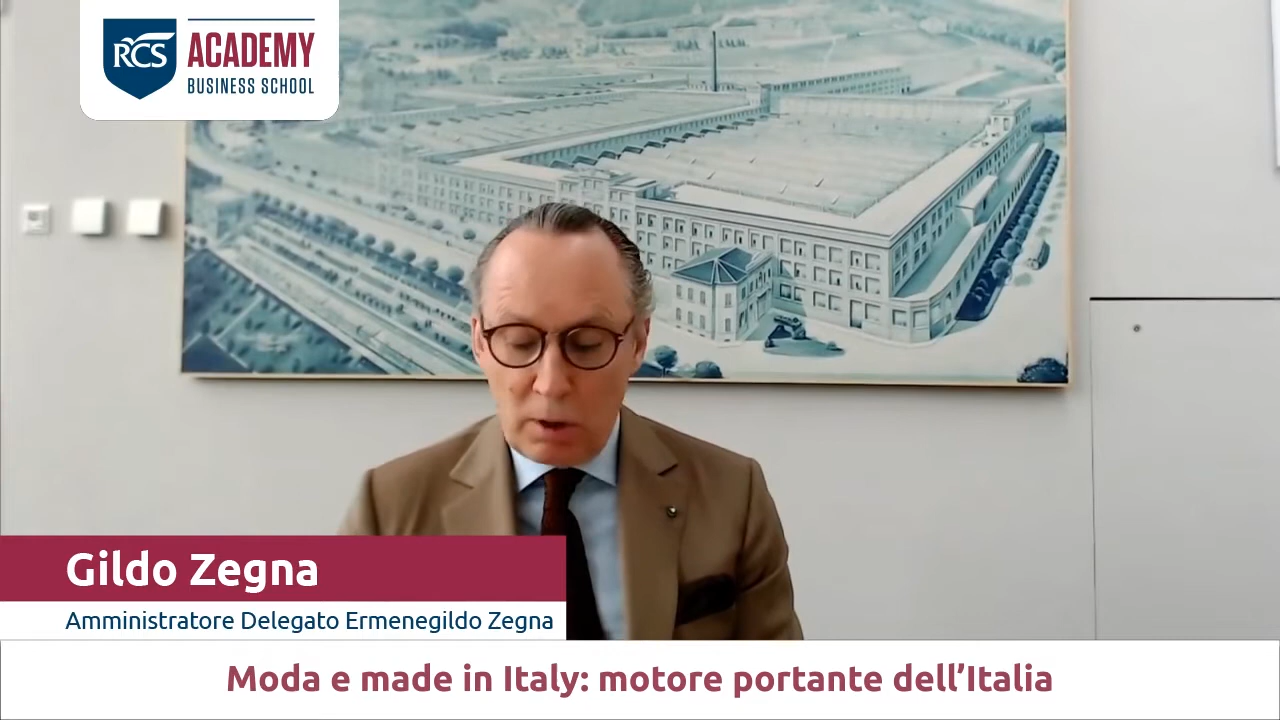 RCS
ACADEMY
BUSINESS SCHOOL
Gildo Zegna
Amministratore Delegato Ermenegildo Zegna
Moda e made in Italy: motore portante dell’Italia